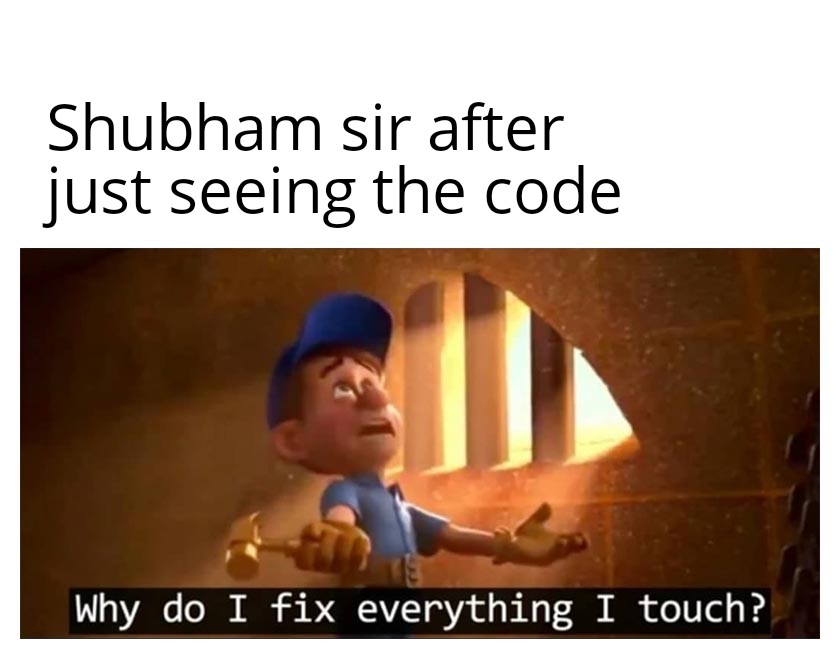 Shubham sir after
just seeing the code
Why do I fix everything I touch?